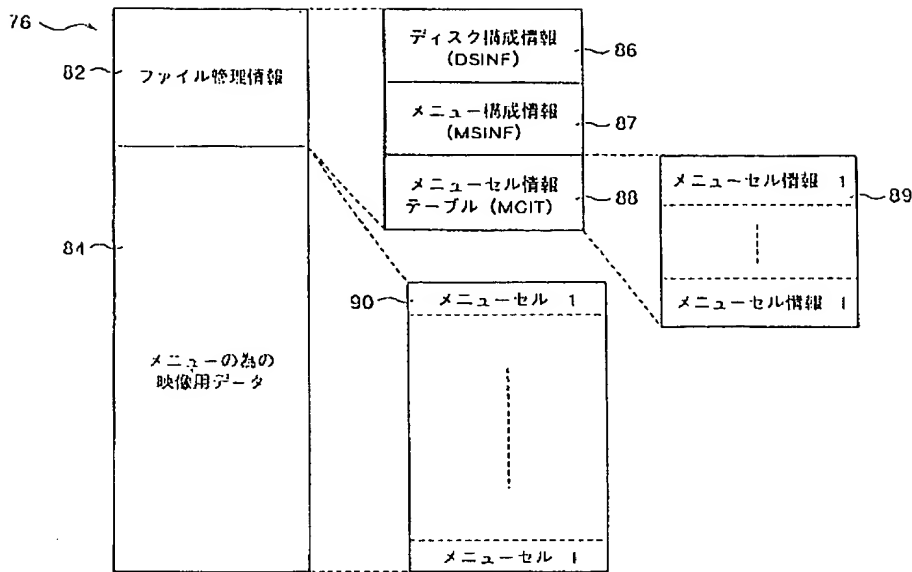 76
82
ファイル管理情報
84
メニューの為の
映像用データ
ディスク構成情報
(DSINF)
86
メニュー構成情報
(MSINF)
87
メニューセル情報
テーブル (MCIT)
88
メニューセル情報 1
89
メニューセル情報 i
90
メニューセル 1
メニューセル i